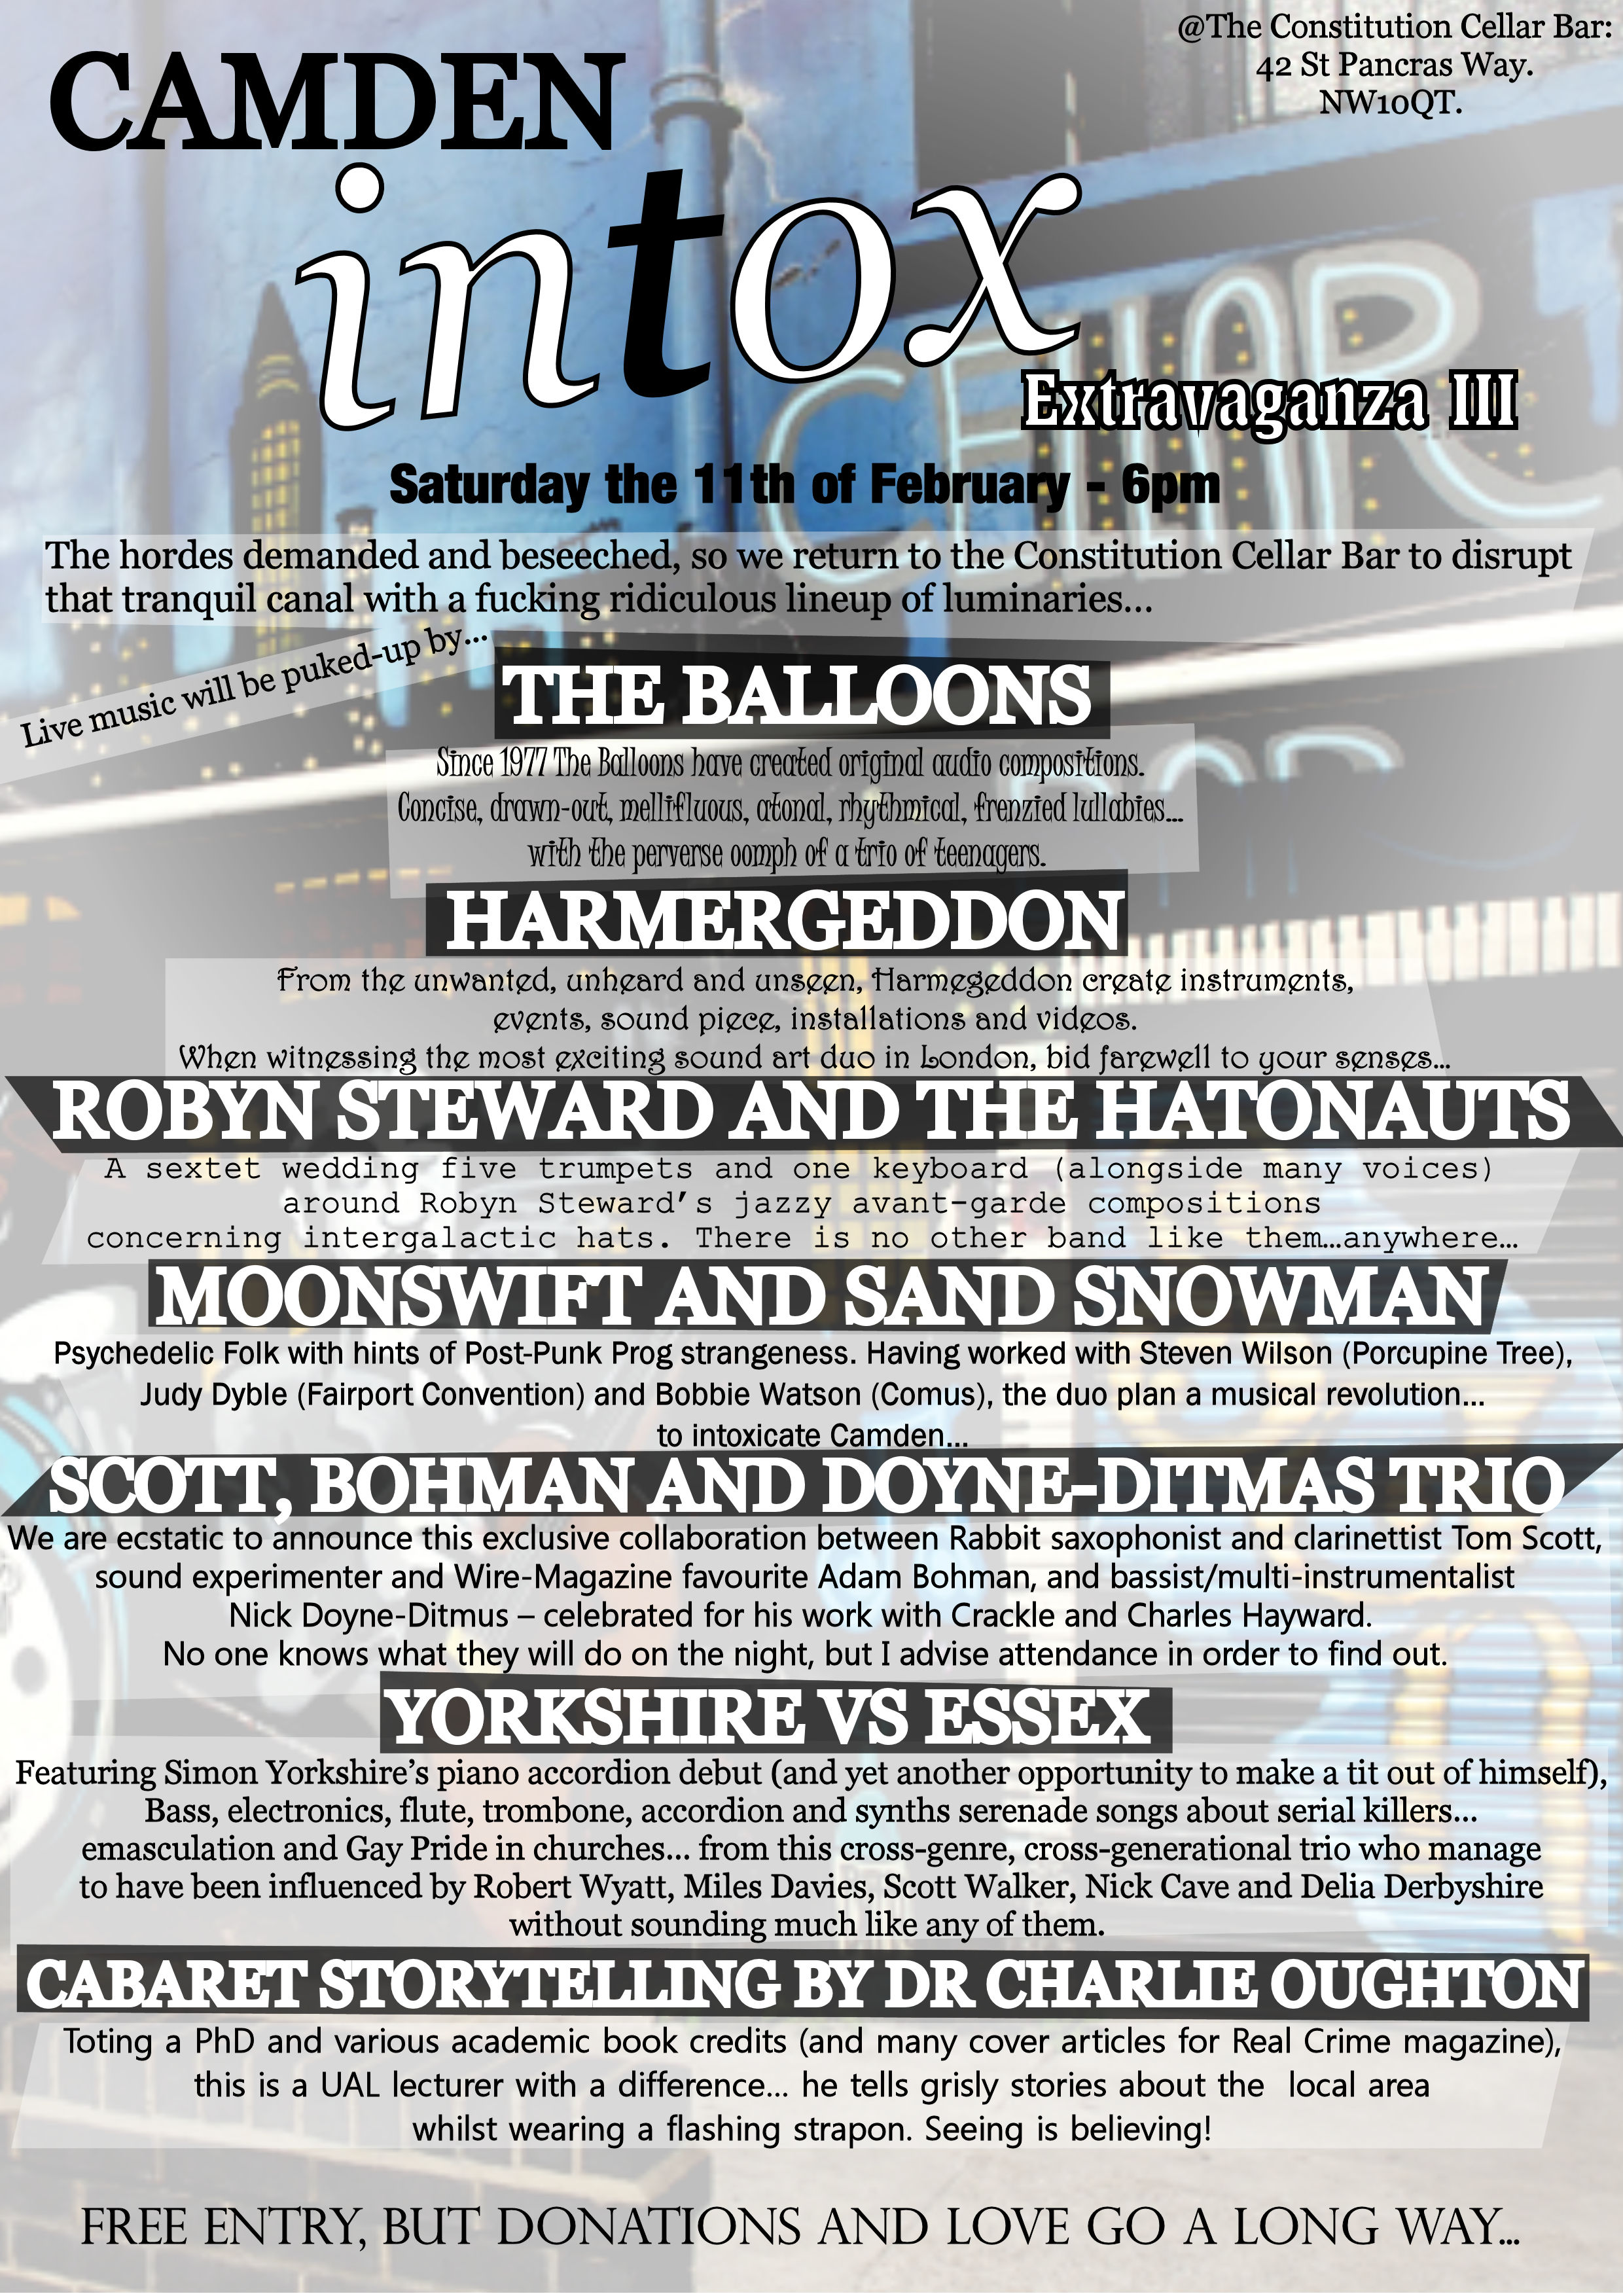 @The Constitution Cellar Bar:
42 St Pancras Way.
NW10QT.
CAMDEN
intox
Extravaganza III
CELLAR
Saturday the 11th of February - 6pm
The hordes demanded and beseeched, so we return to the Constitution Cellar Bar to disrupt
that tranquil canal with a fucking ridiculous lineup of luminaries...
Live music will be puked-up by...
THE BALLOONS
Since 1977 The Balloons have created original audio compositions.
Concise, drawn-out, mellifluous, atonal, rhythmical, frenzied lullabies...
with the perverse oomph of a trio of teenagers.
HARMERGEDDON
From the unwanted, unheard and unseen, Harmegeddon create instruments,
events, sound piece, installations and videos.
When witnessing the most exciting sound art duo in London, bid farewell to your senses...
ROBYN STEWARD AND THE HATONAUTS
A sextet wedding five trumpets and one keyboard (alongside many voices)
around Robyn Steward's jazzy avant-garde compositions
concerning intergalactic hats. There is no other band like them…anywhere…
MOONSWIFT AND SAND SNOWMAN
Psychedelic Folk with hints of Post-Punk Prog strangeness. Having worked with Steven Wilson (Porcupine Tree),
Judy Dyble (Fairport Convention) and Bobbie Watson (Comus), the duo plan a musical revolution...
to intoxicate Camden...
SCOTT, BOHMAN AND DOYNE-DITMAS TRIO
We are ecstatic to announce this exclusive collaboration between Rabbit saxophonist and clarinettist Tom Scott,
sound experimenter and Wire-Magazine favourite Adam Bohman, and bassist/multi-instrumentalist
Nick Doyne-Ditmus – celebrated for his work with Crackle and Charles Hayward.
No one knows what they will do on the night, but I advise attendance in order to find out.
YORKSHIRE VS ESSEX
Featuring Simon Yorkshire's piano accordion debut (and yet another opportunity to make a tit out of himself),
Bass, electronics, flute, trombone, accordion and synths serenade songs about serial killers...
emasculation and Gay Pride in churches... from this cross-genre, cross-generational trio who manage
to have been influenced by Robert Wyatt, Miles Davies, Scott Walker, Nick Cave and Delia Derbyshire
without sounding much like any of them.
CABARET STORYTELLING BY DR CHARLIE OUGHTON
Toting a PhD and various academic book credits (and many cover articles for Real Crime magazine),
this is a UAL lecturer with a difference... he tells grisly stories about the local area
whilst wearing a flashing strapon. Seeing is believing!
FREE ENTRY, BUT DONATIONS AND LOVE GO A LONG WAY...